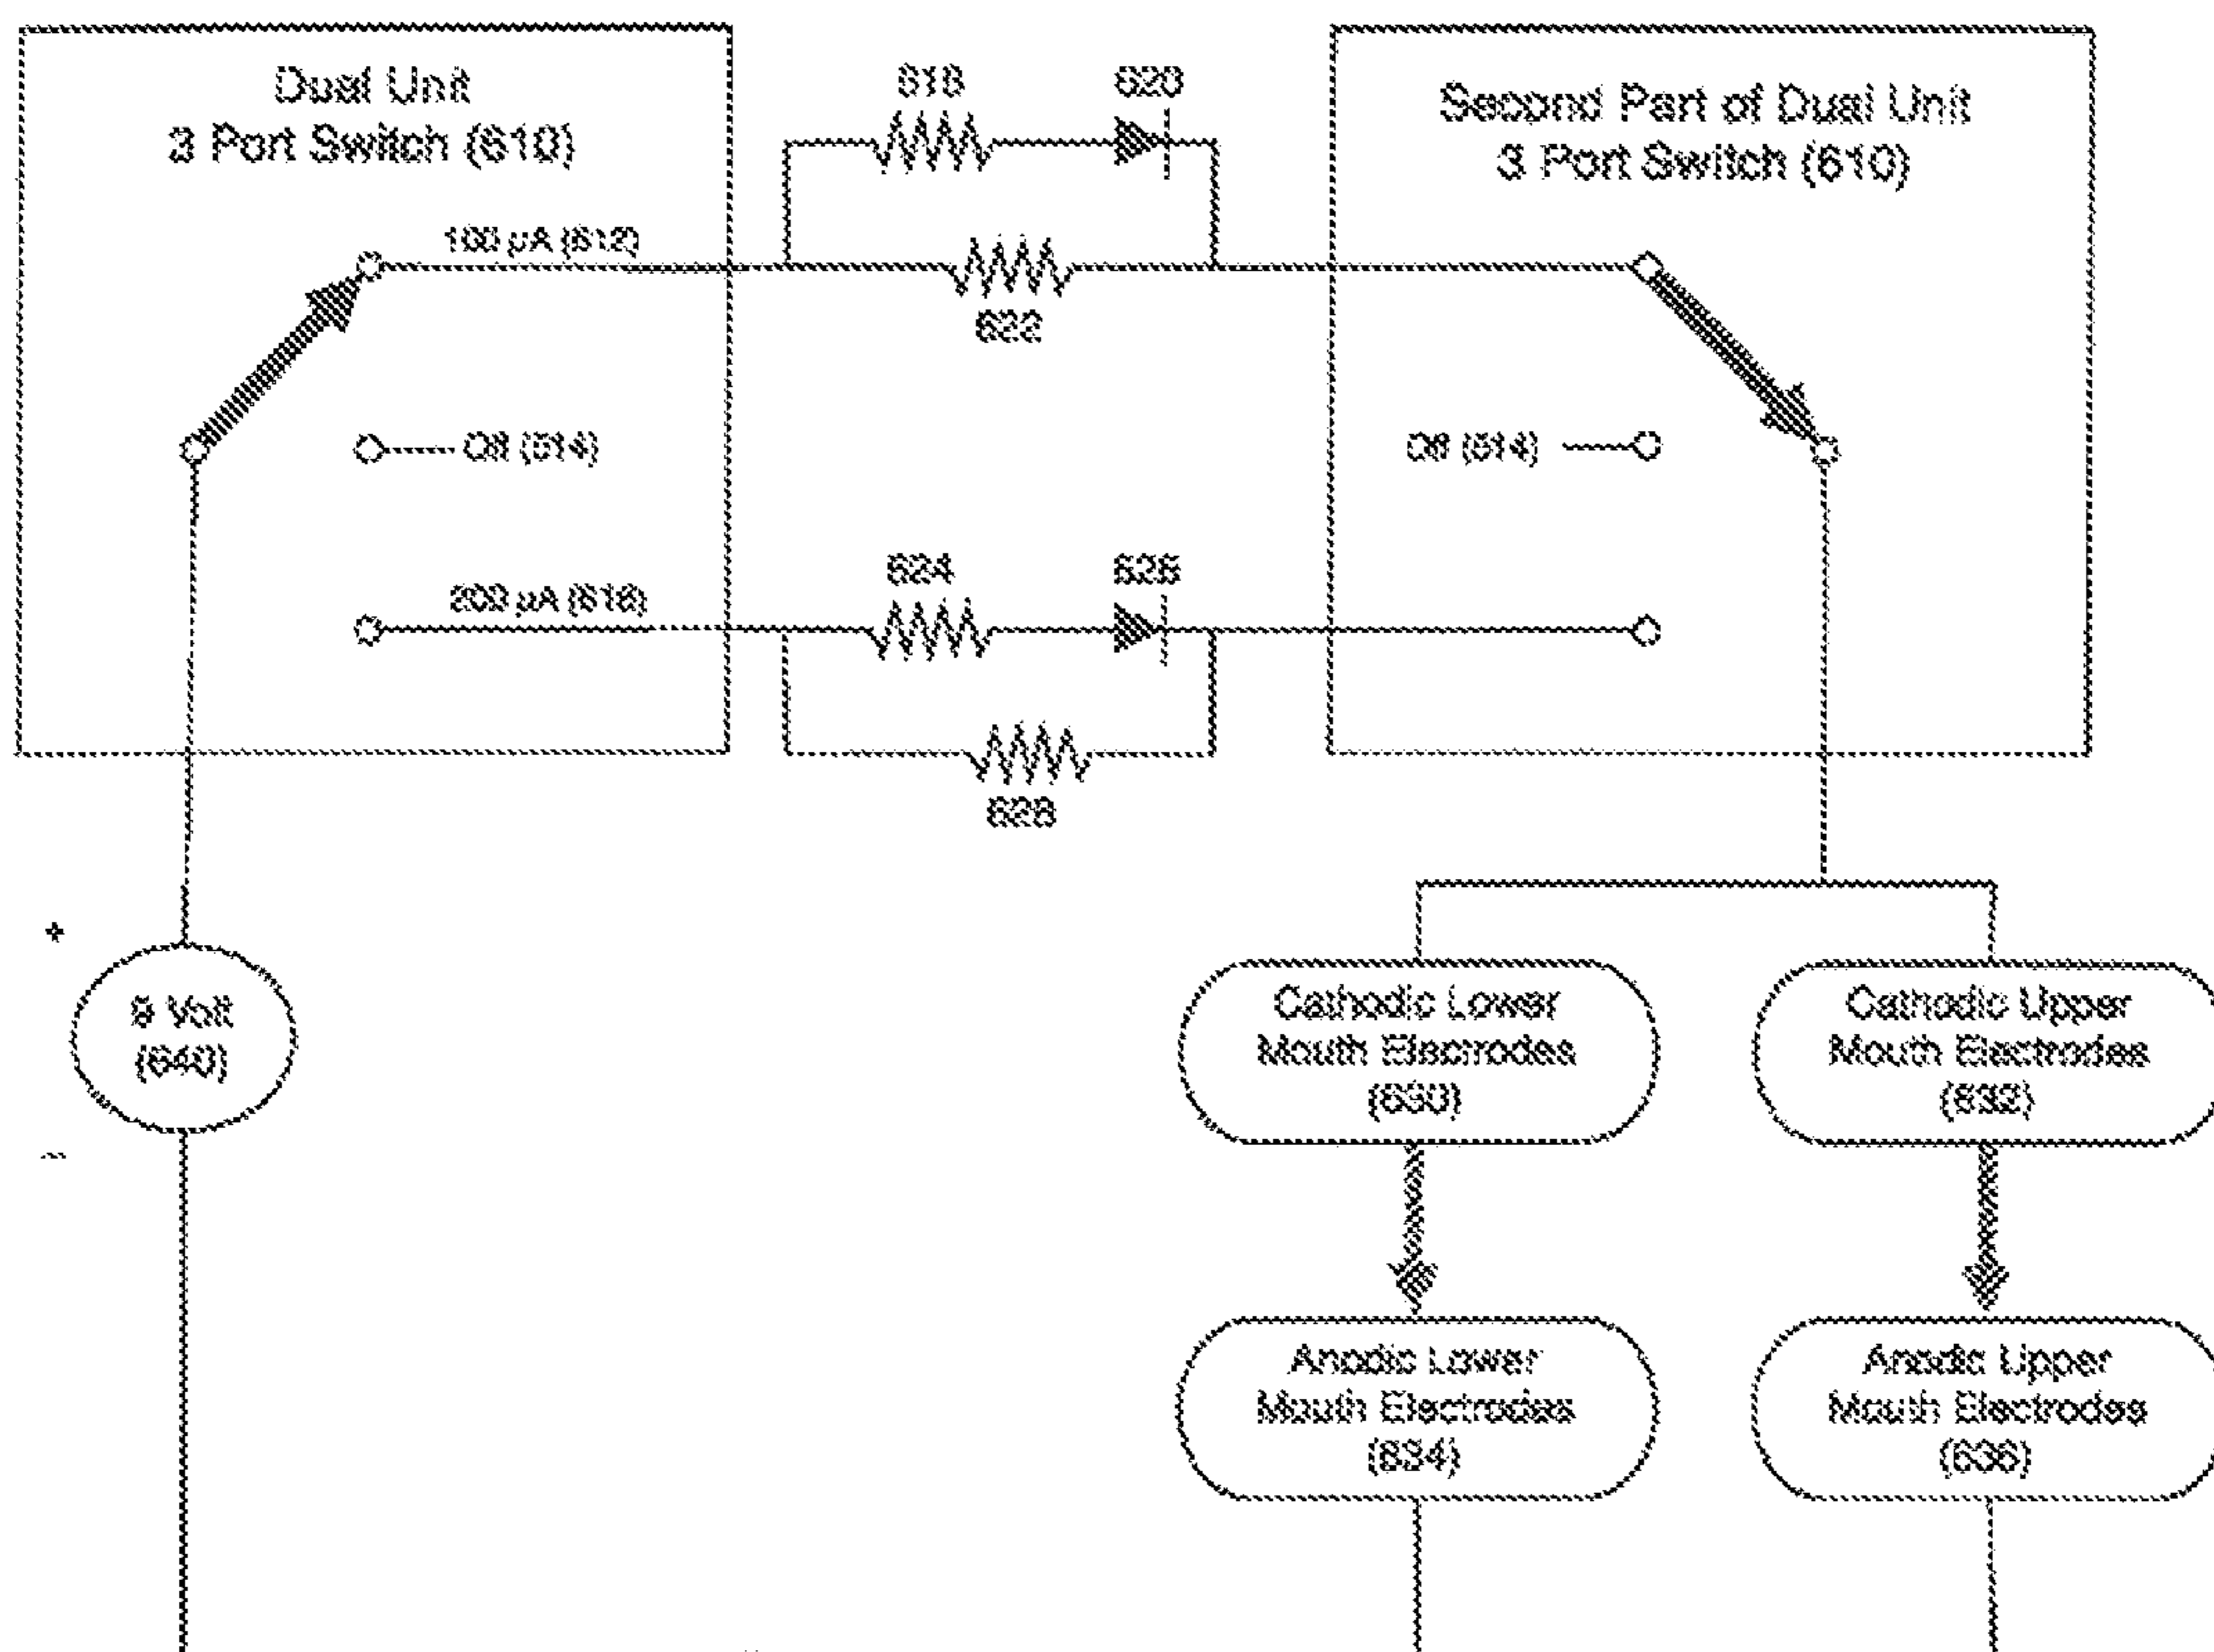 Dual Unit
3 Port Switch (610)
618
620
Second Part of Dual Unit
3 Port Switch (610)
100 µA (612)
622
Off (614)
Off (614)
624
626
200 µA (616)
628
+
9 Volt
(640)
-
Cathodic Lower
Mouth Electrodes
(630)
Cathodic Upper
Mouth Electrodes
(632)
Anodic Lower
Mouth Electrodes
(634)
Anodic Upper
Mouth Electrodes
(636)